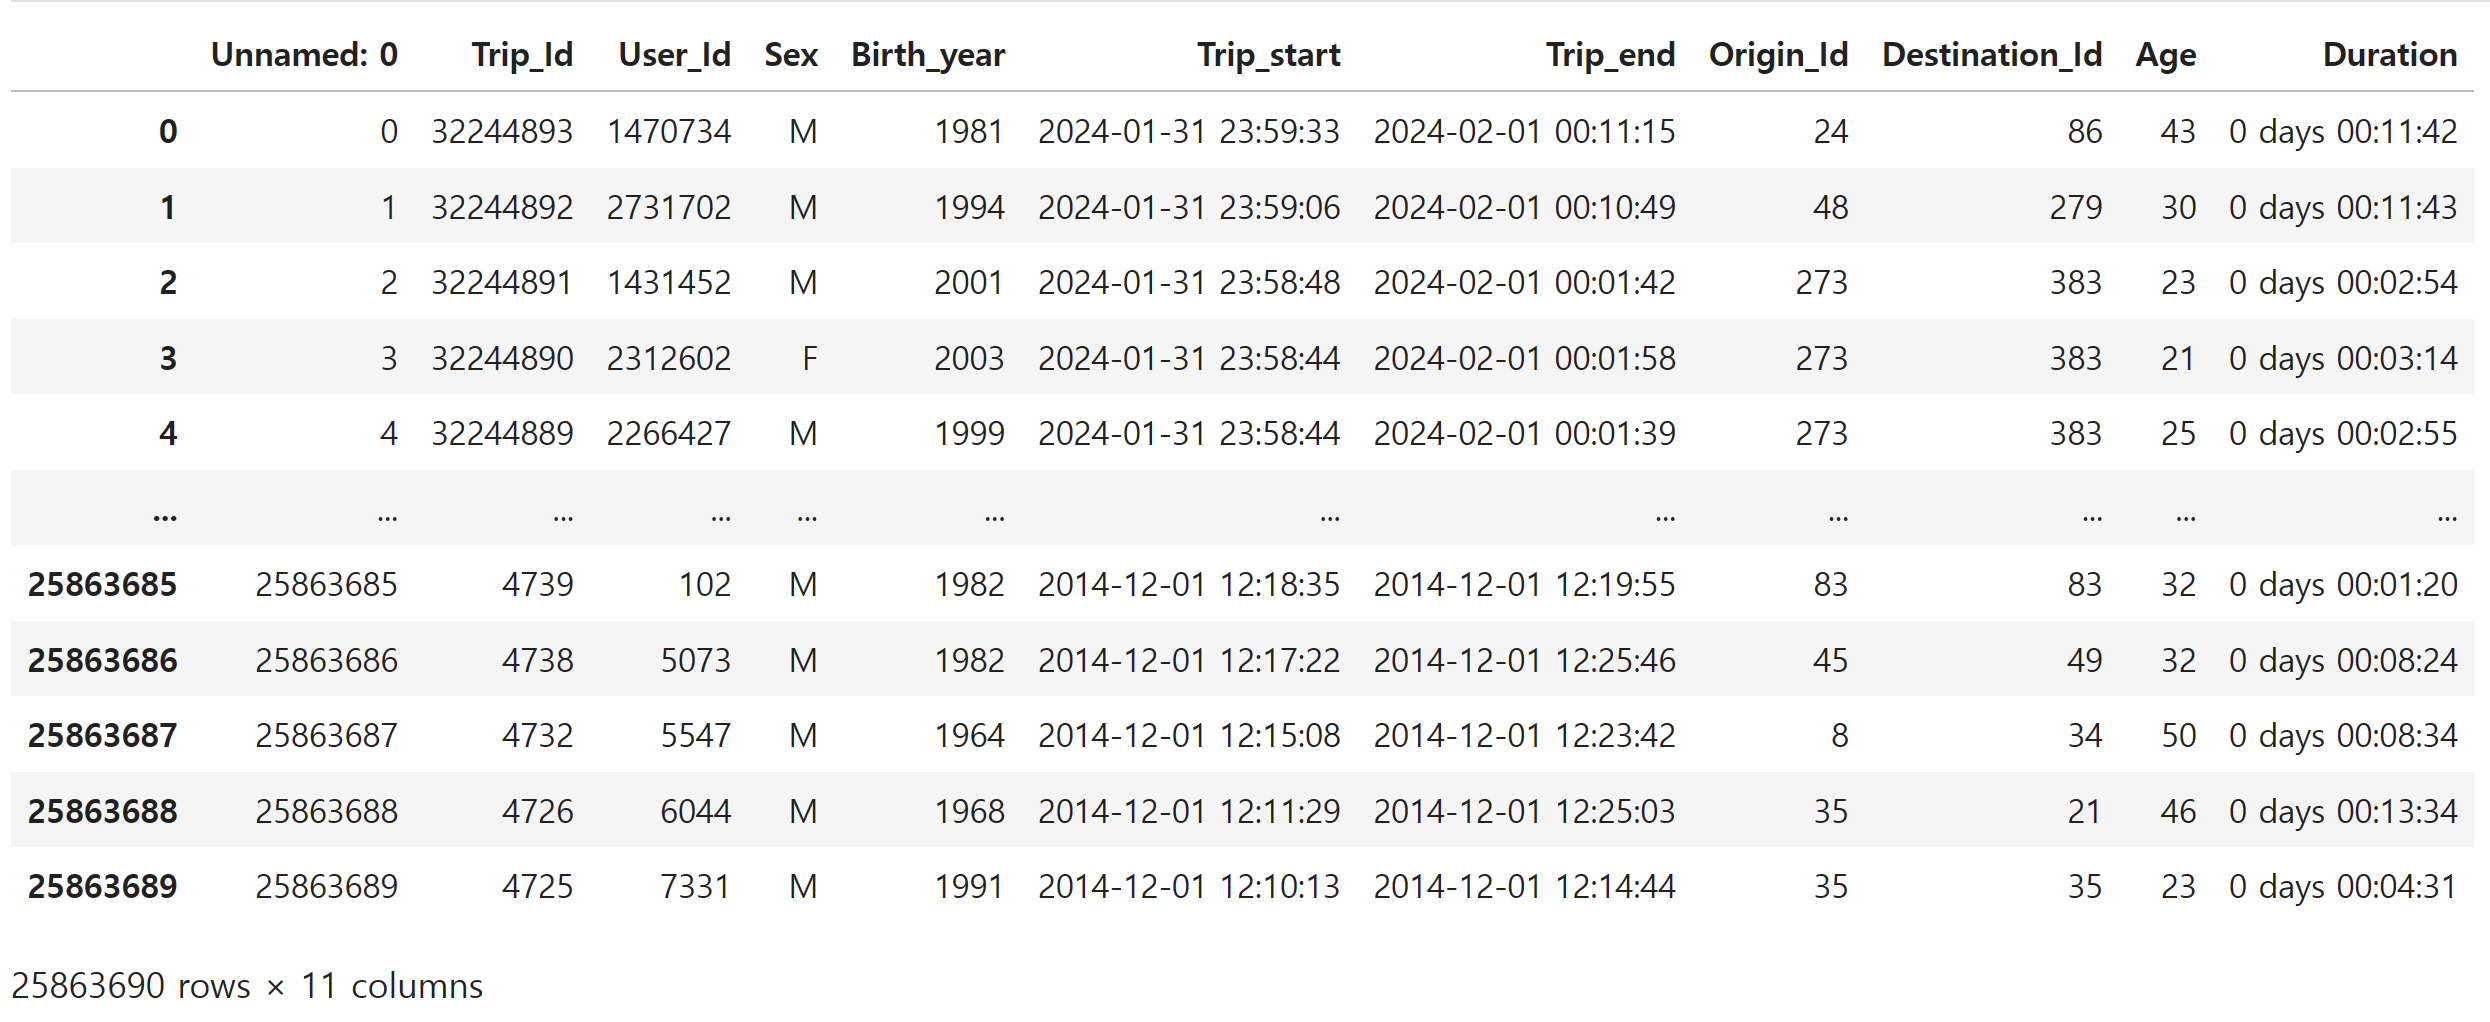 Unnamed: 0 Trip_Id User_Id Sex Birth_year Trip_start Trip_end Origin_Id Destination_Id Age Duration
0 0 32244893 1470734 M 1981 2024-01-31 23:59:33 2024-02-01 00:11:15 24 86 43 0 days 00:11:42
1 1 32244892 2731702 M 1994 2024-01-31 23:59:06 2024-02-01 00:10:49 48 279 30 0 days 00:11:43
2 2 32244891 1431452 M 2001 2024-01-31 23:58:48 2024-02-01 00:01:42 273 383 23 0 days 00:02:54
3 3 32244890 2312602 F 2003 2024-01-31 23:58:44 2024-02-01 00:01:58 273 383 21 0 days 00:03:14
4 4 32244889 2266427 M 1999 2024-01-31 23:58:44 2024-02-01 00:01:39 273 383 25 0 days 00:02:55
... ... ... ... ... ... ... ... ... ... ... ...
25863685 25863685 4739 102 M 1982 2014-12-01 12:18:35 2014-12-01 12:19:55 83 83 32 0 days 00:01:20
25863686 25863686 4738 5073 M 1982 2014-12-01 12:17:22 2014-12-01 12:25:46 45 49 32 0 days 00:08:24
25863687 25863687 4732 5547 M 1964 2014-12-01 12:15:08 2014-12-01 12:23:42 8 34 50 0 days 00:08:34
25863688 25863688 4726 6044 M 1968 2014-12-01 12:11:29 2014-12-01 12:25:03 35 21 46 0 days 00:13:34
25863689 25863689 4725 7331 M 1991 2014-12-01 12:10:13 2014-12-01 12:14:44 35 35 23 0 days 00:04:31
25863690 rows × 11 columns